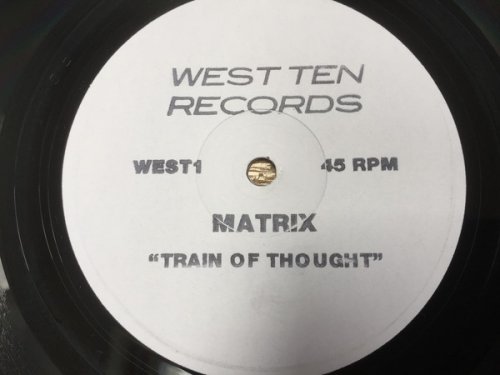 WEST TEN
RECORDS
WEST1 45 RPM
MATRIX
"TRAIN OF THOUGHT"